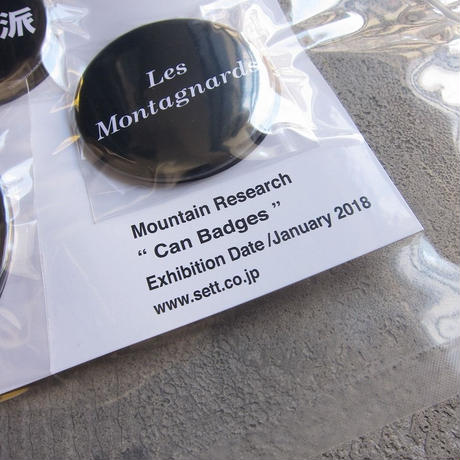 派
Les
Montagnards
Mountain Research
“ Can Badges ”
Exhibition Date /January 2018
www.sett.co.jp